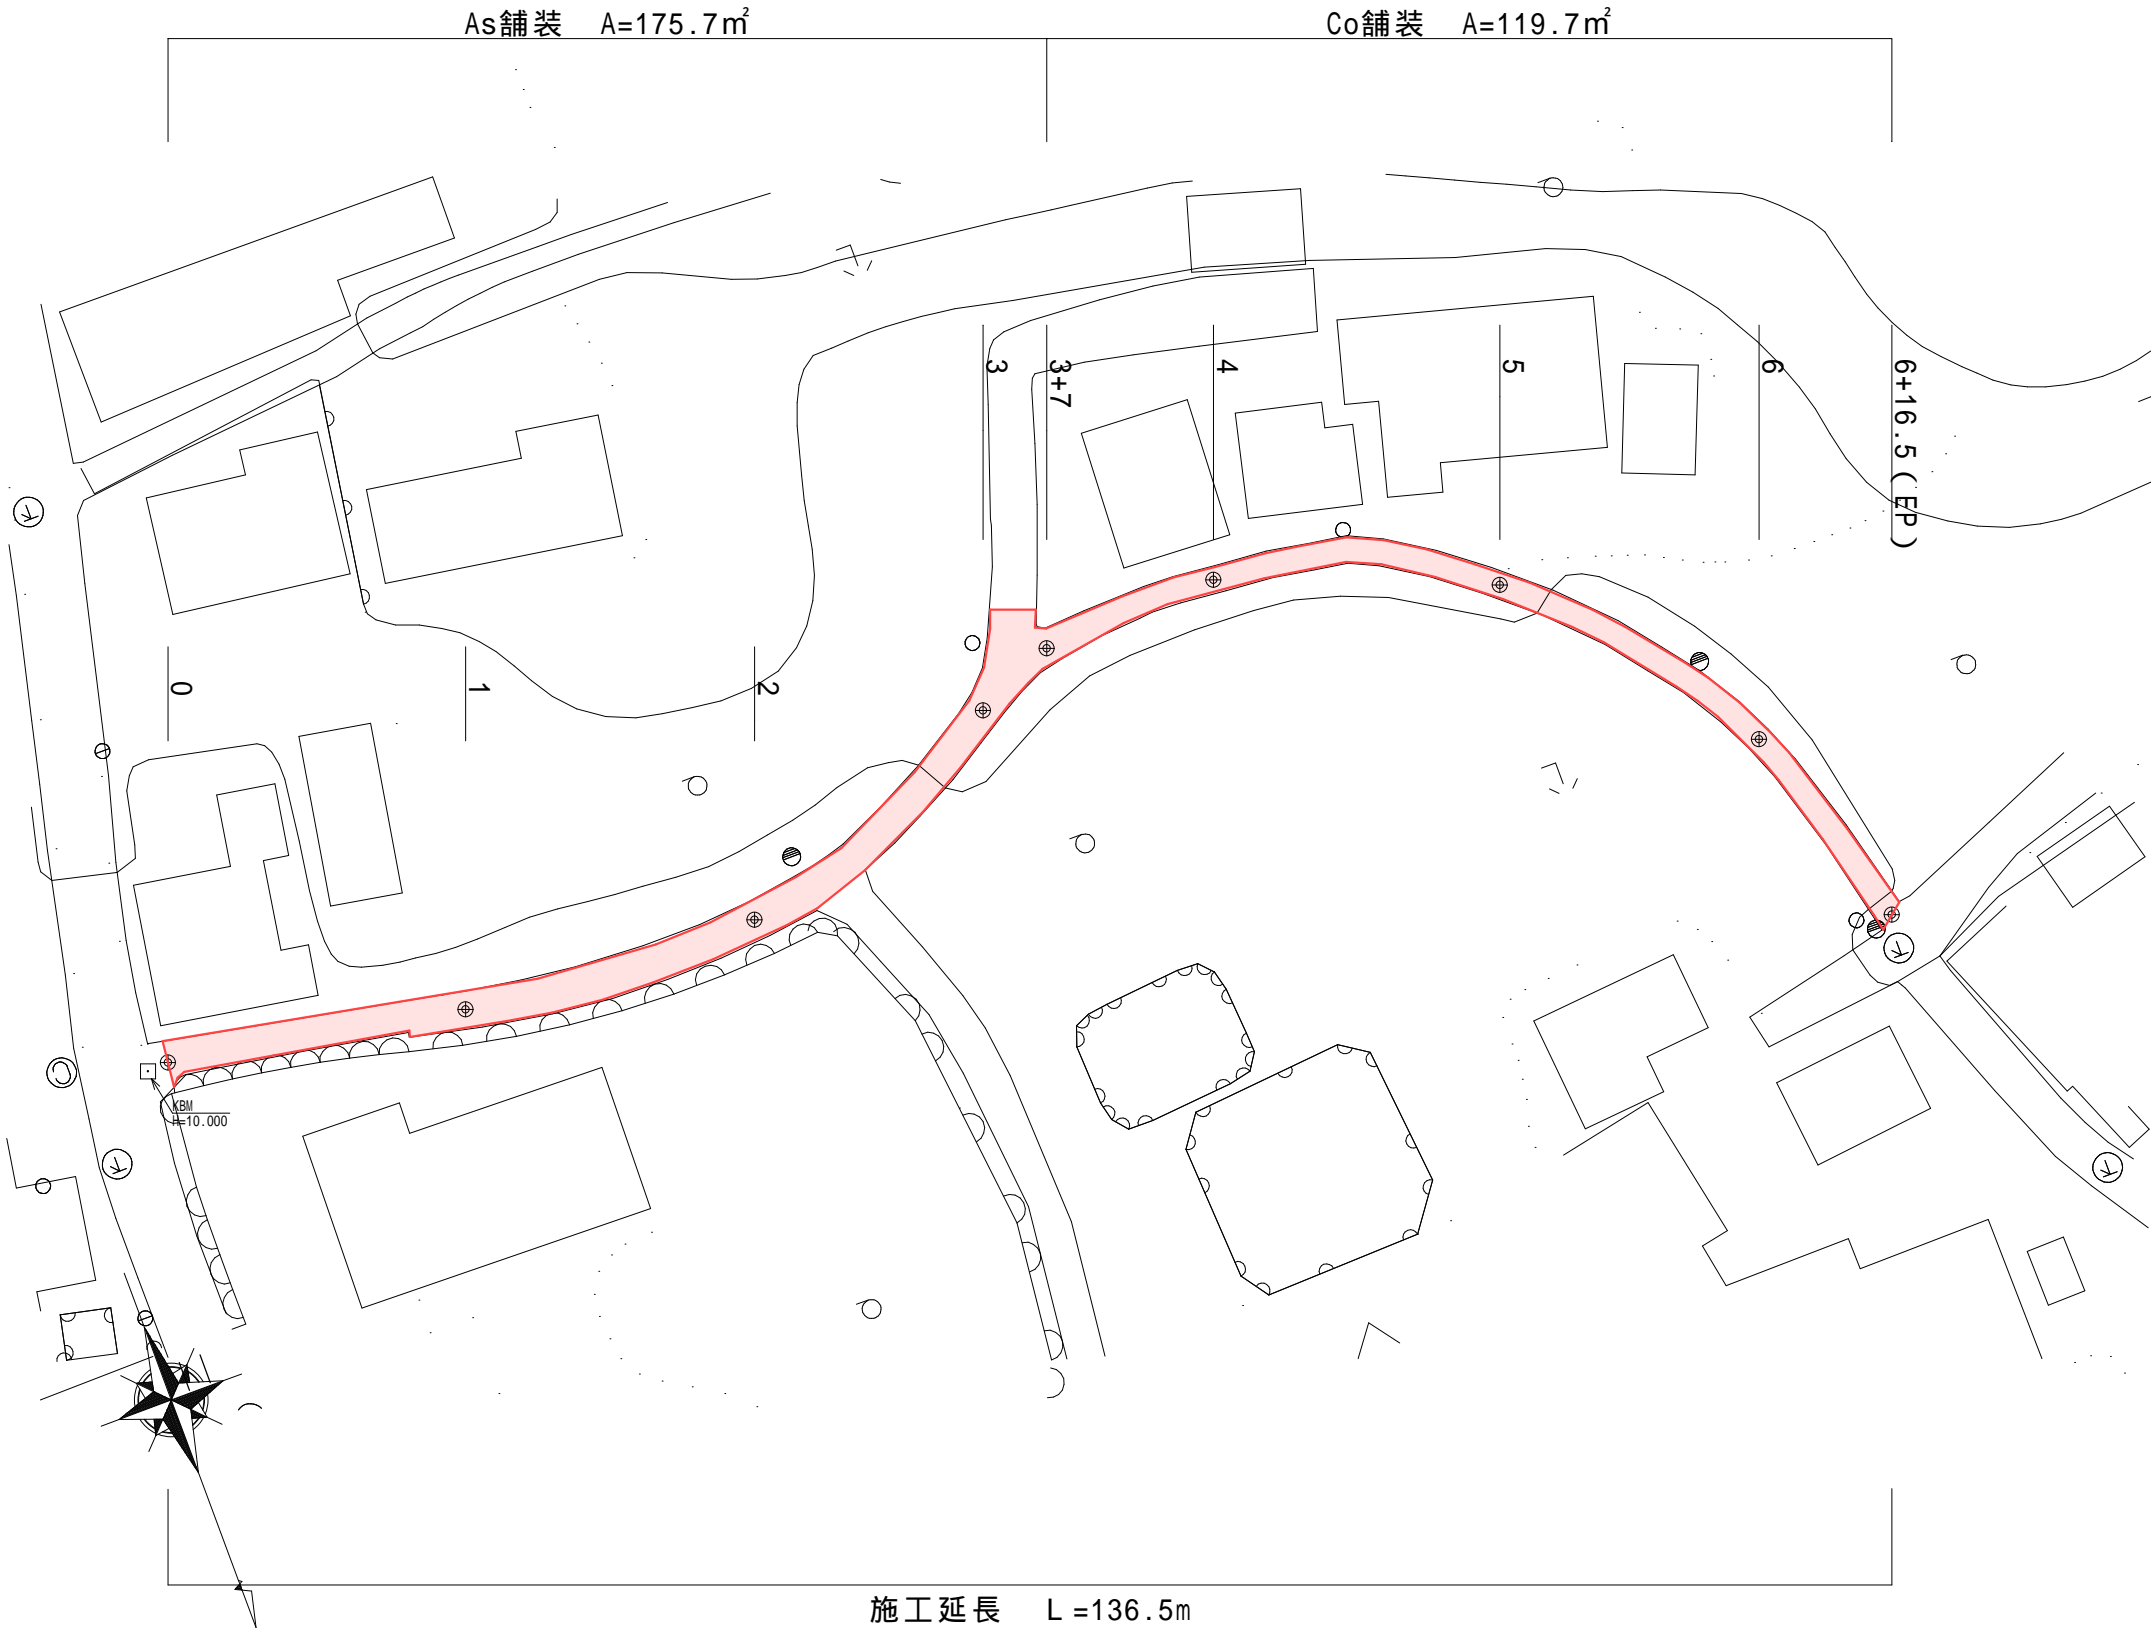 As舗装　A=175.7㎡
Co舗装　A=119.7㎡
3
3+7
4
5
6
6+16.5(EP)
0
1
2
KBM
H=10.000
施工延長　L=136.5m